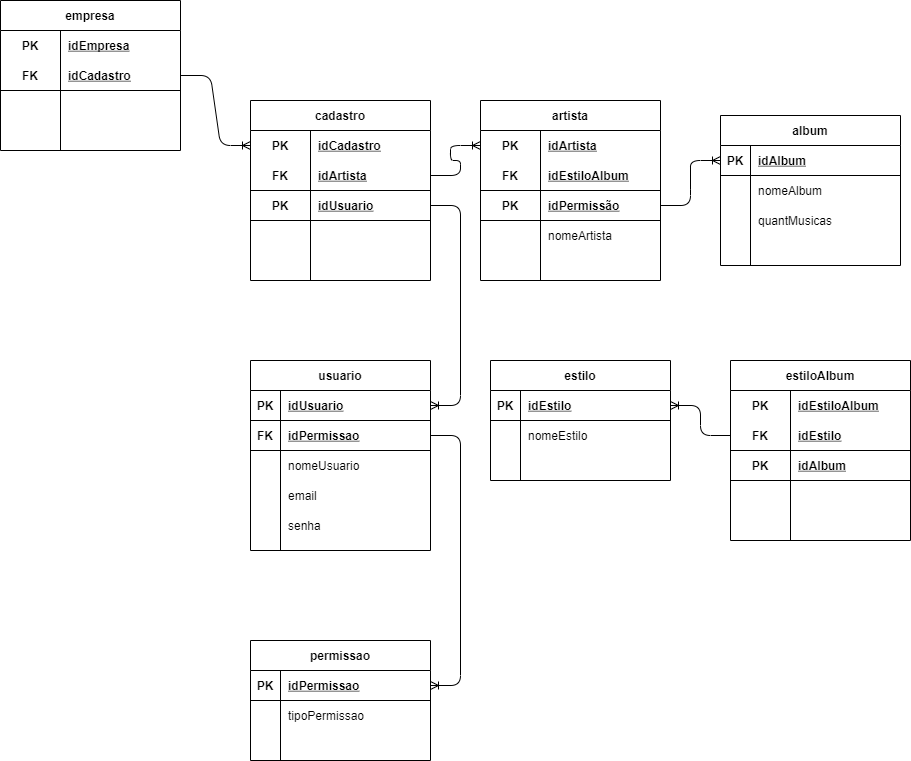 empresa
PK idEmpresa
FK idCadastro
cadastro
PK idCadastro
FK idArtista
PK idUsuario
artista
PK idArtista
FK idEstiloAlbum
PK idPermissão
nomeArtista
album
PK idAlbum
nomeAlbum
quantMusicas
usuario
PK idUsuario
FK idPermissao
nomeUsuario
email
senha
estilo
PK idEstilo
nomeEstilo
estiloAlbum
PK idEstiloAlbum
FK idEstilo
PK idAlbum
permissao
PK idPermissao
tipoPermissao